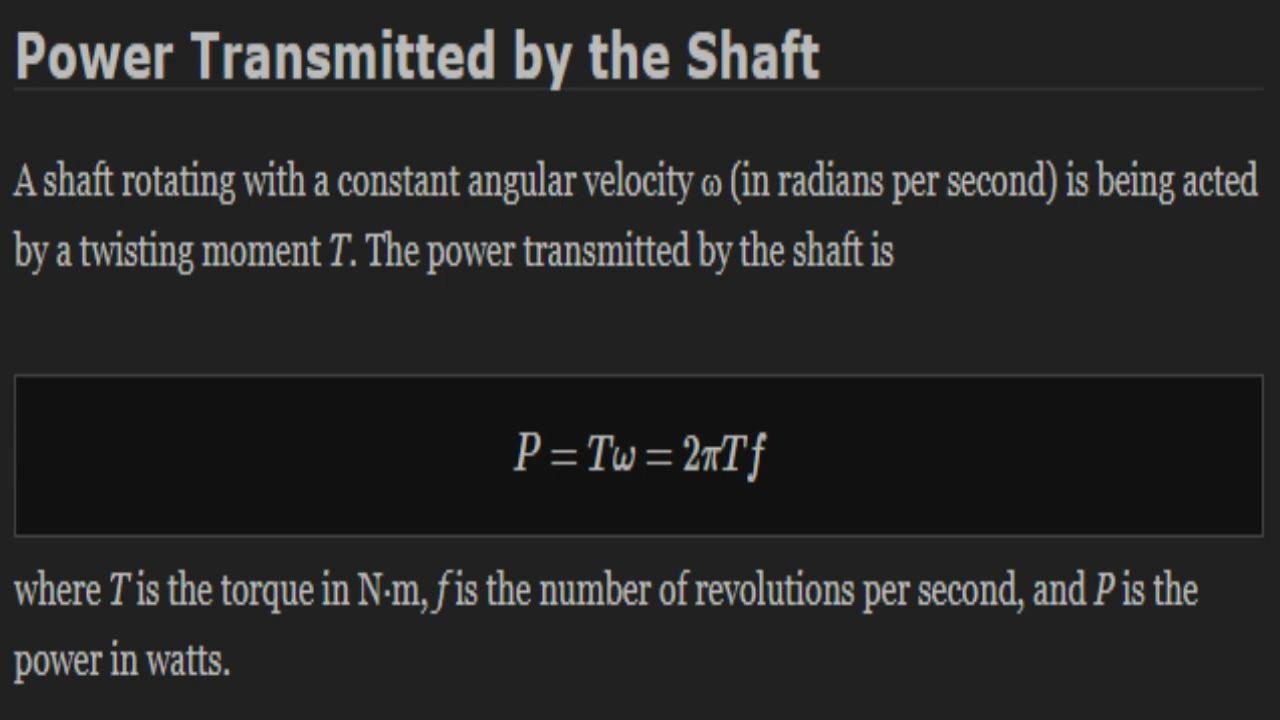 Power Transmitted by the Shaft
A shaft rotating with a constant angular velocity ω (in radians per second) is being acted
by a twisting moment T. The power transmitted by the shaft is
P = Tω = 2πTf
where T is the torque in N·m, f is the number of revolutions per second, and P is the
power in watts.